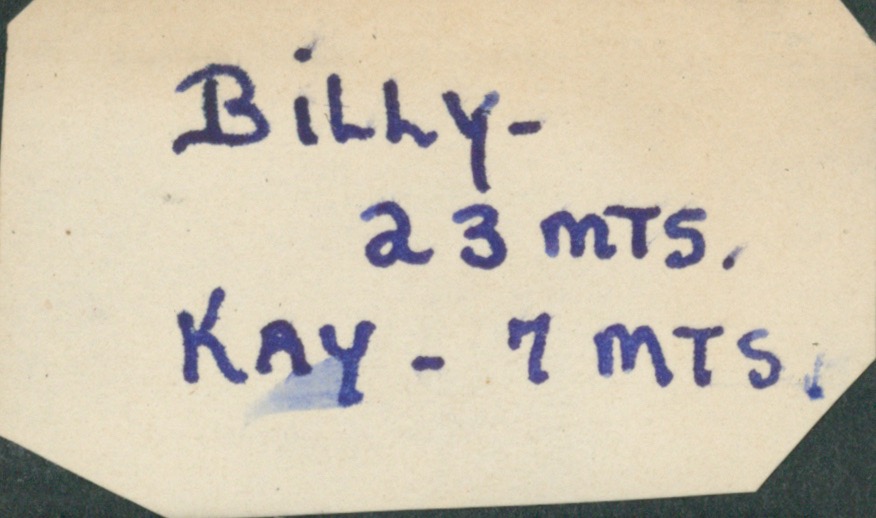 BiLLY-
23 MTS.
KAY - 7 MTS.